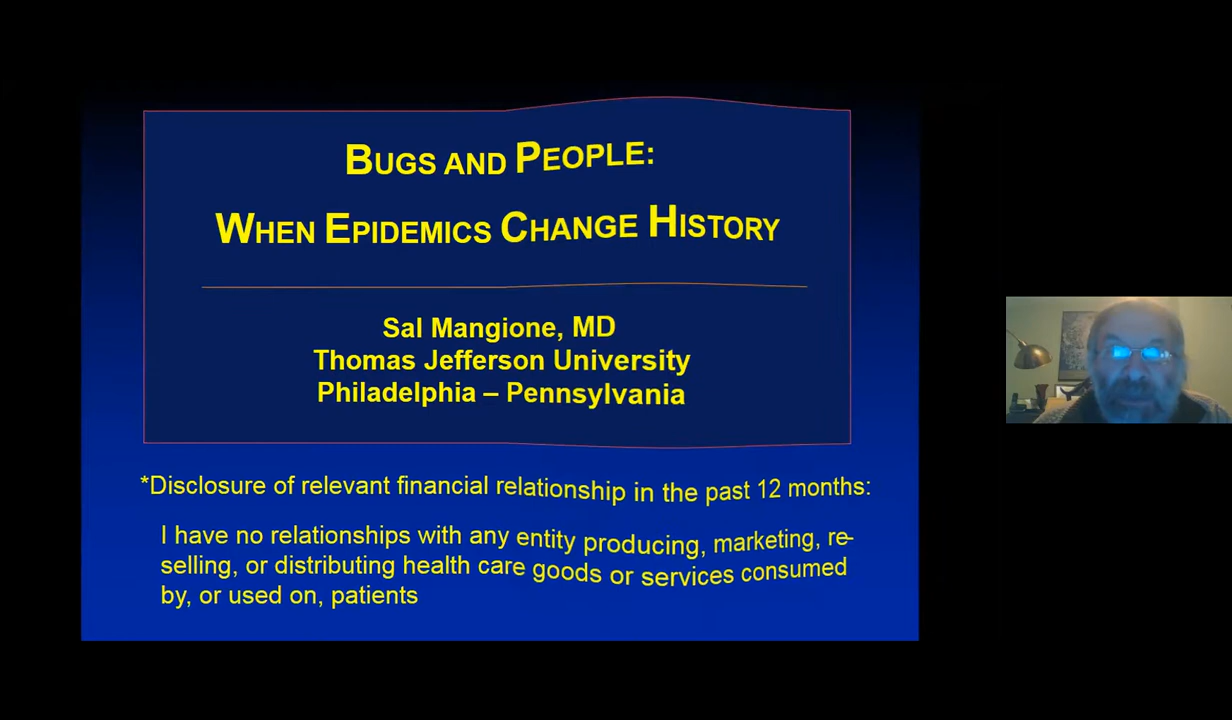 BUGS AND PEOPLE:
WHEN EPIDEMICS CHANGE HISTORY
Sal Mangione, MD
Thomas Jefferson University
Philadelphia – Pennsylvania
*Disclosure of relevant financial relationship in the past 12 months:
I have no relationships with any entity producing, marketing, re-
selling, or distributing health care goods or services consumed
by, or used on, patients